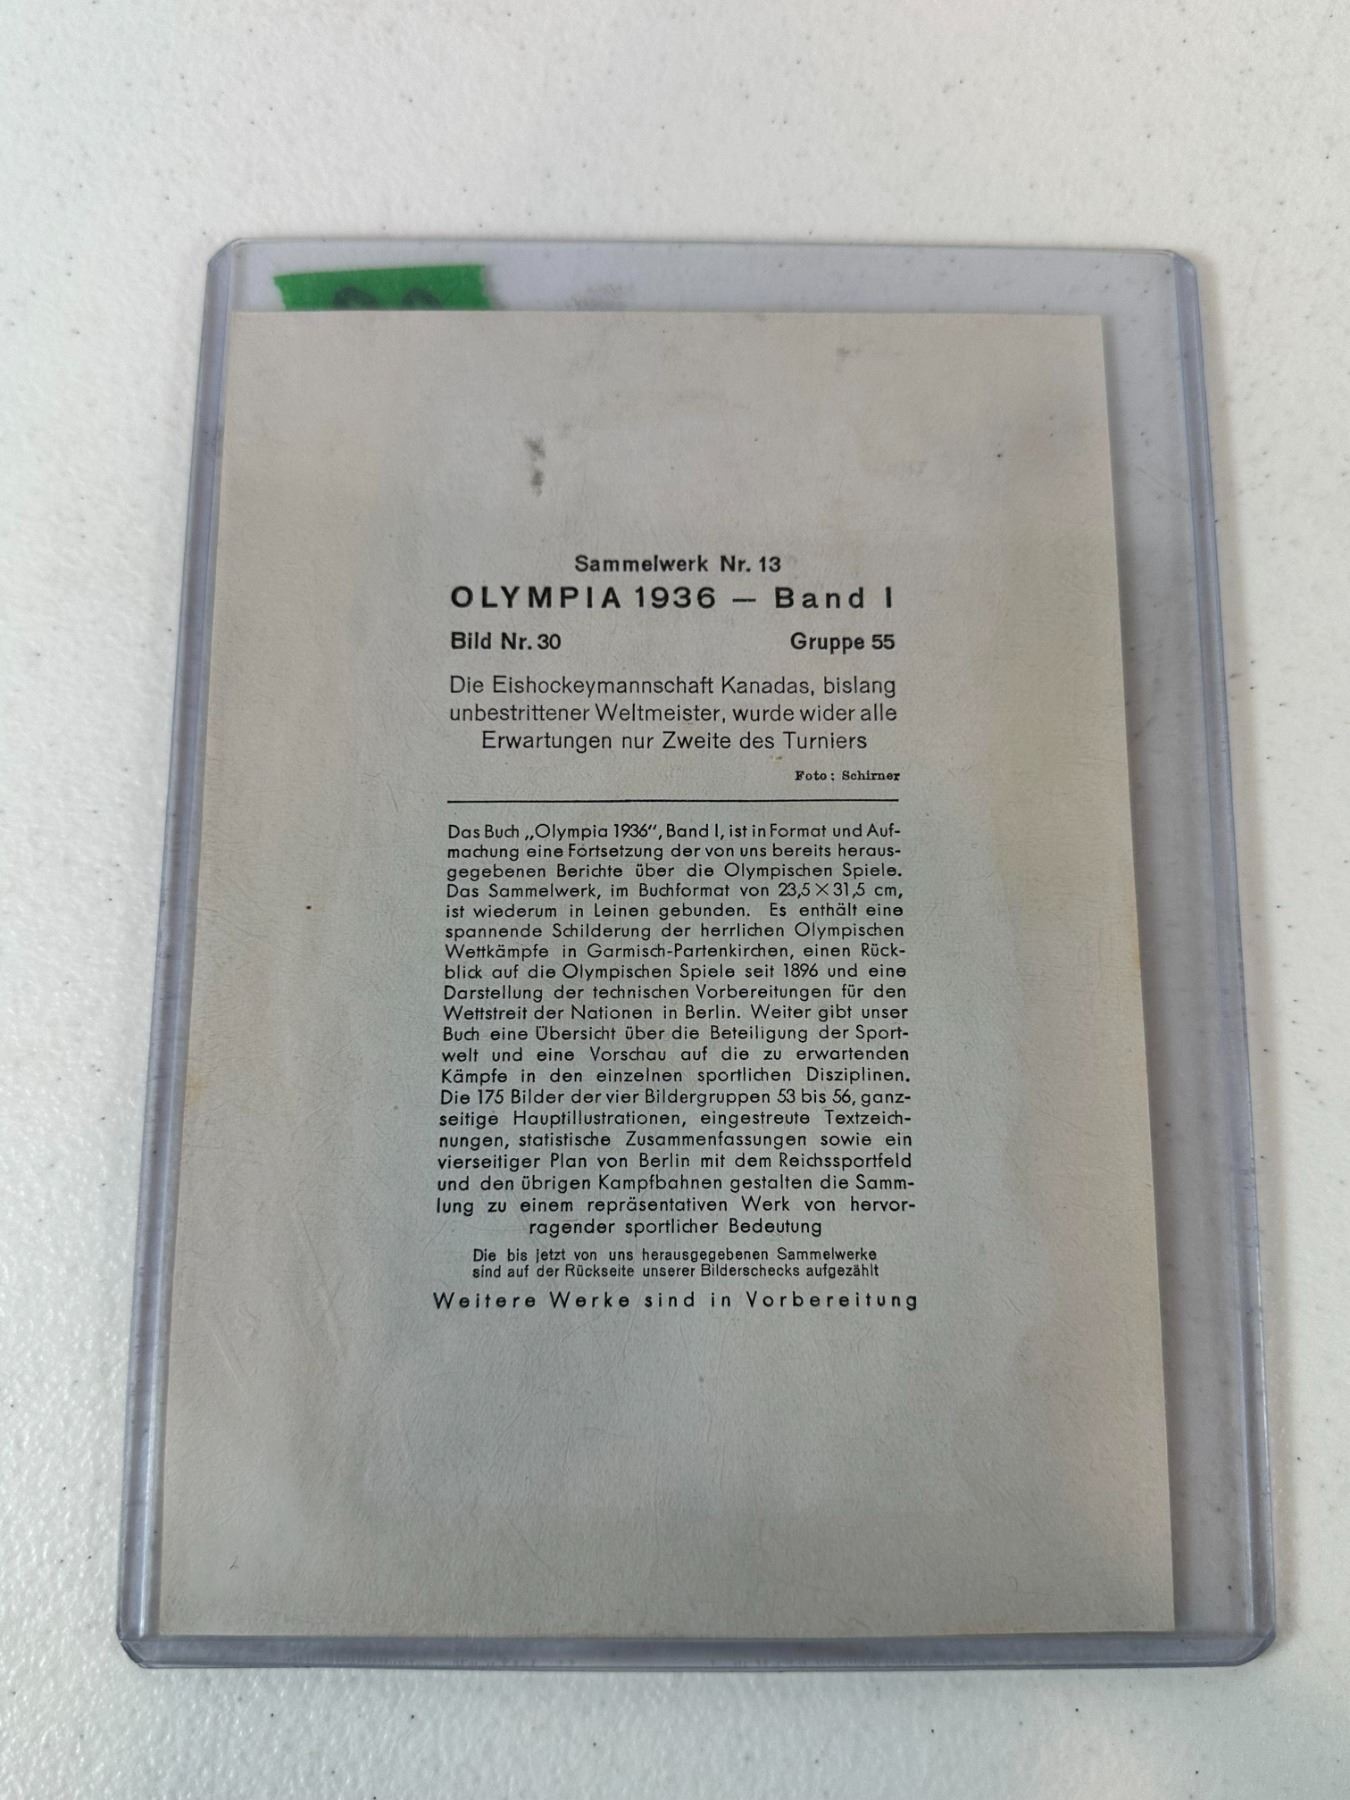 Sammelwerk Nr. 13
OLYMPIA 1936 — Band I
Bild Nr. 30 Gruppe 55
Die Eishockeymannschaft Kanadas, bislang
unbestrittener Weltmeister, wurde wider alle
Erwartungen nur Zweite des Turniers
Foto: Schirner
Das Buch „Olympia 1936“, Band I, ist in Format und Auf-
machung eine Fortsetzung der von uns bereits heraus-
gegebenen Berichte über die Olympischen Spiele.
Das Sammelwerk, im Buchformat von 23,5 × 31,5 cm,
ist wiederum in Leinen gebunden. Es enthält eine
spannende Schilderung der herrlichen Olympischen
Wettkämpfe in Garmisch-Partenkirchen, einen Rück-
blick auf die Olympischen Spiele seit 1896 und eine
Darstellung der technischen Vorbereitungen für den
Wettstreit der Nationen in Berlin. Weiter gibt unser
Buch eine Übersicht über die Beteiligung der Sport-
welt und eine Vorschau auf die zu erwartenden
Kämpfe in den einzelnen sportlichen Disziplinen.
Die 175 Bilder der vier Bildergruppen 53 bis 56, ganz-
seitige Hauptillustrationen, eingestreute Textzeich-
nungen, statistische Zusammenfassungen sowie ein
vierseitiger Plan von Berlin mit dem Reichssportfeld
und den übrigen Kampfbahnen gestalten die Samm-
lung zu einem repräsentativen Werk von hervor-
ragender sportlicher Bedeutung
Die bis jetzt von uns herausgegebenen Sammelwerke
sind auf der Rückseite unserer Bilderschecks aufgezählt
Weitere Werke sind in Vorbereitung